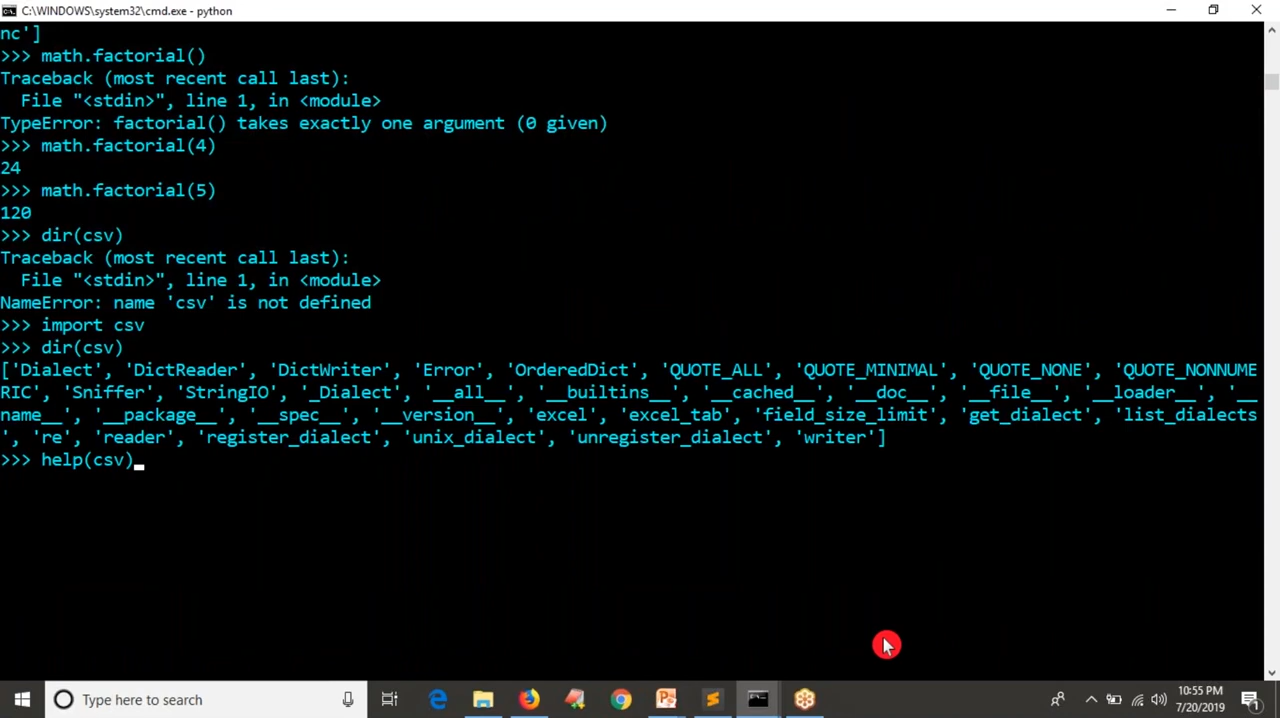 C:\WINDOWS\system32\cmd.exe - python
nc']
>>> math.factorial()
Traceback (most recent call last):
  File "<stdin>", line 1, in <module>
TypeError: factorial() takes exactly one argument (0 given)
>>> math.factorial(4)
24
>>> math.factorial(5)
120
>>> dir(csv)
Traceback (most recent call last):
  File "<stdin>", line 1, in <module>
NameError: name 'csv' is not defined
>>> import csv
>>> dir(csv)
['Dialect', 'DictReader', 'DictWriter', 'Error', 'OrderedDict', 'QUOTE_ALL', 'QUOTE_MINIMAL', 'QUOTE_NONE', 'QUOTE_NONNUME
RIC', 'Sniffer', 'StringIO', '_Dialect', '__all__', '__builtins__', '__cached__', '__doc__', '__file__', '__loader__', '__
name__', '__package__', '__spec__', '__version__', 'excel', 'excel_tab', 'field_size_limit', 'get_dialect', 'list_dialects
', 're', 'reader', 'register_dialect', 'unix_dialect', 'unregister_dialect', 'writer']
>>> help(csv)
Type here to search
10:55 PM
7/20/2019